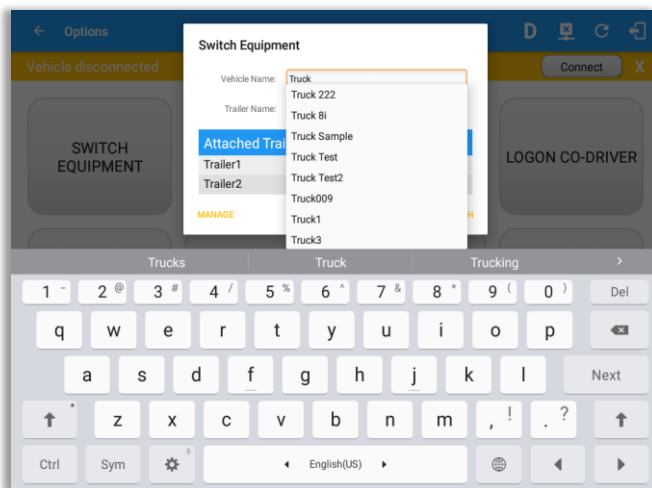 Options
D
Vehicle disconnected
Connect X
Switch Equipment
Vehicle Name: Truck
Trailer Name:
Truck 222
Truck 8i
Truck Sample
Truck Test
Truck Test2
Truck009
Truck1
Truck3
Attached Trai
Trailer1
Trailer2
MANAGE
H
SWITCH
EQUIPMENT
LOGON CO-DRIVER
Trucks Truck Trucking
1 - 2 @ 3 # 4 / 5 % 6 ^ 7 & 8 * 9 ( 0 ) Del
q w e r t y u i o p
a s d f g h j k l Next
z x c v b n m , ! . ?
Ctrl Sym English(US)